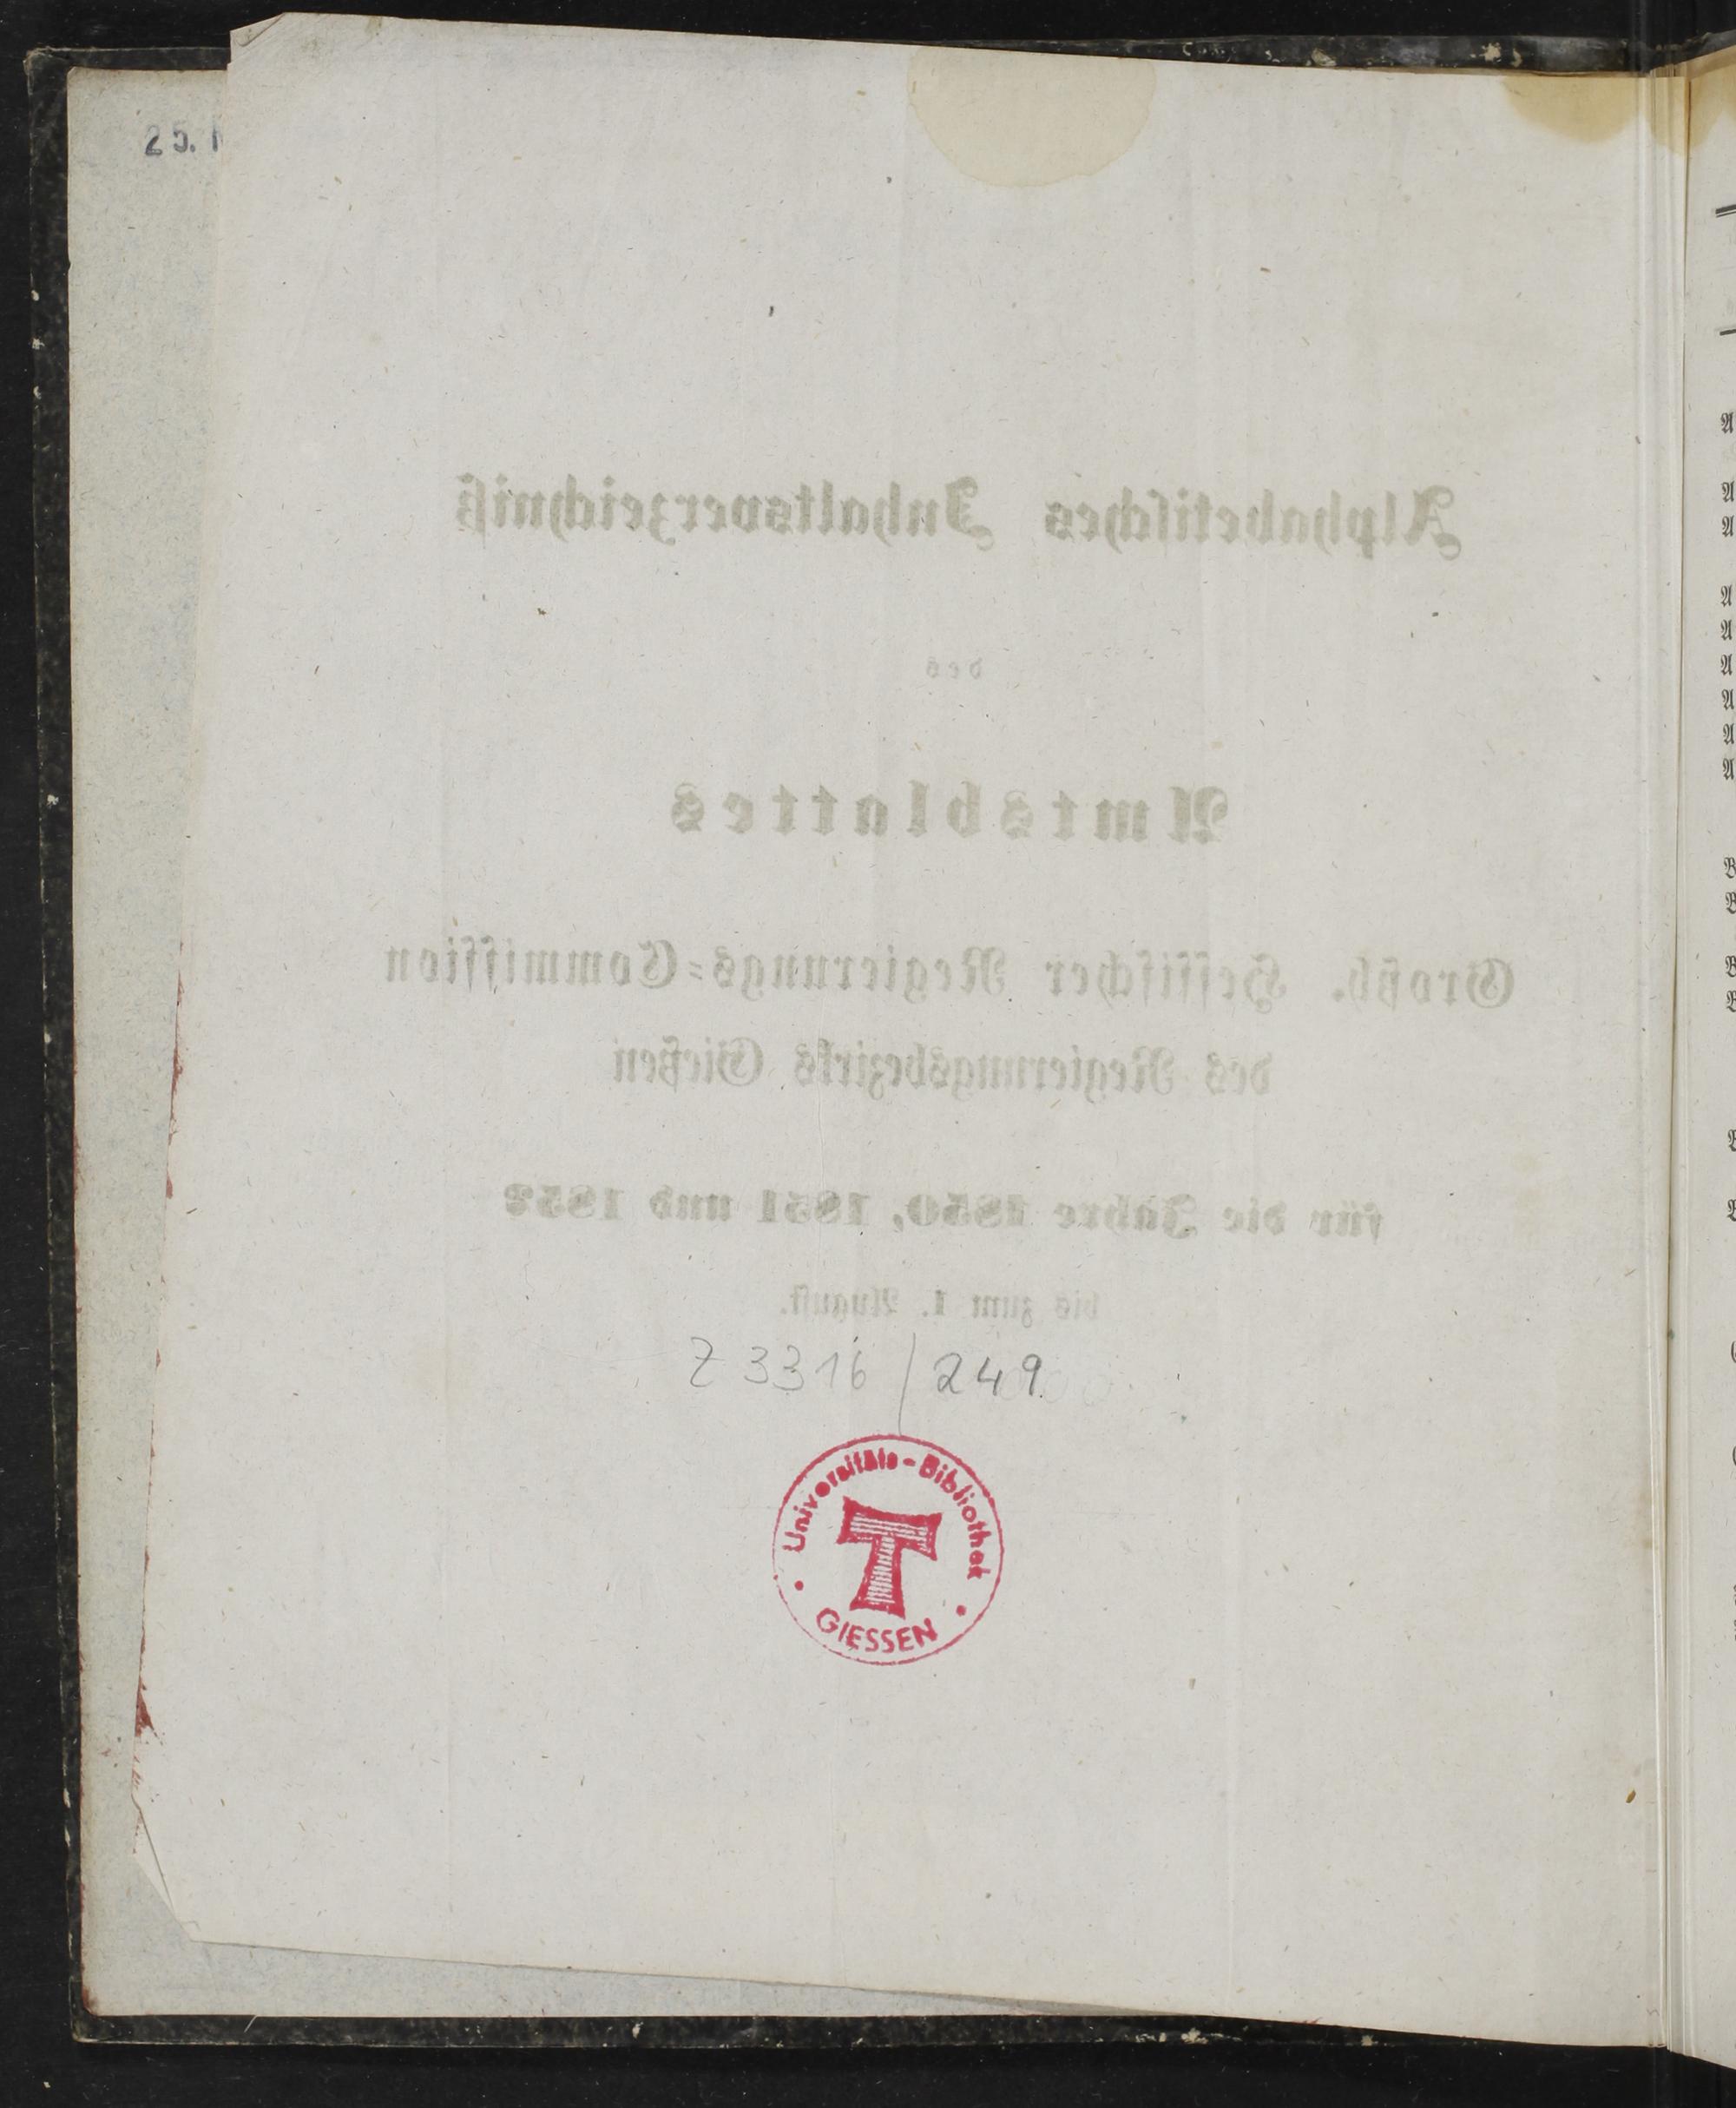 25.
Alphabetisches Inhaltsverzeichniß
des
Amtsblattes
Großh. Hessischer Regierungs-Commission
des Regierungsbezirks Gießen
für die Jahre 1850, 1851 und 1852
bis zum 1. August.
Z 3316 / 249
Universitäts-Bibliothek
GIESSEN